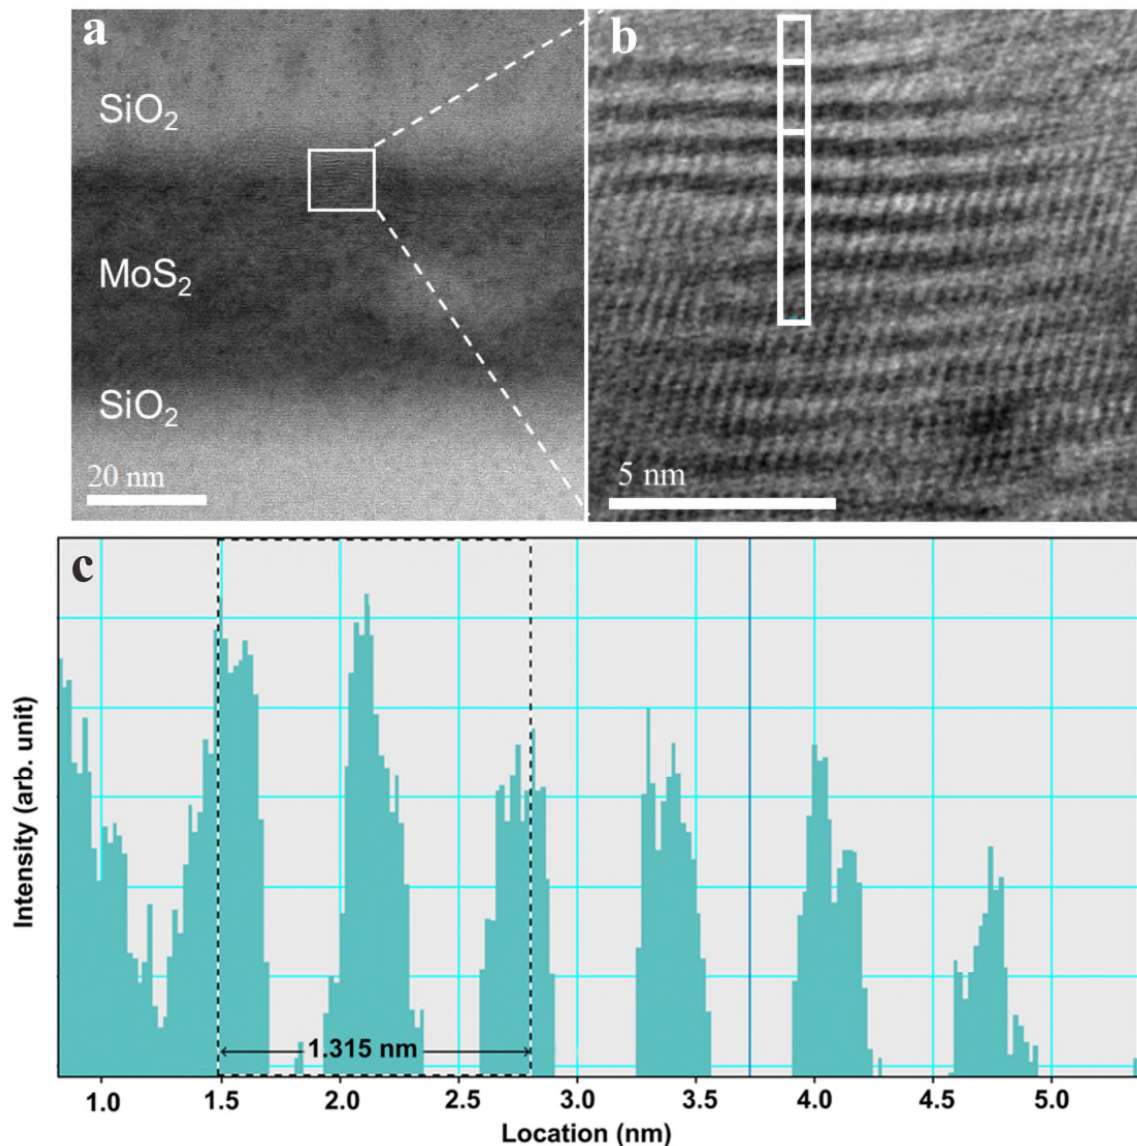 a
b
SiO₂
MoS₂
SiO₂
20 nm
5 nm
c
Intensity (arb. unit)
1.315 nm
1.0 1.5 2.0 2.5 3.0 3.5 4.0 4.5 5.0
Location (nm)